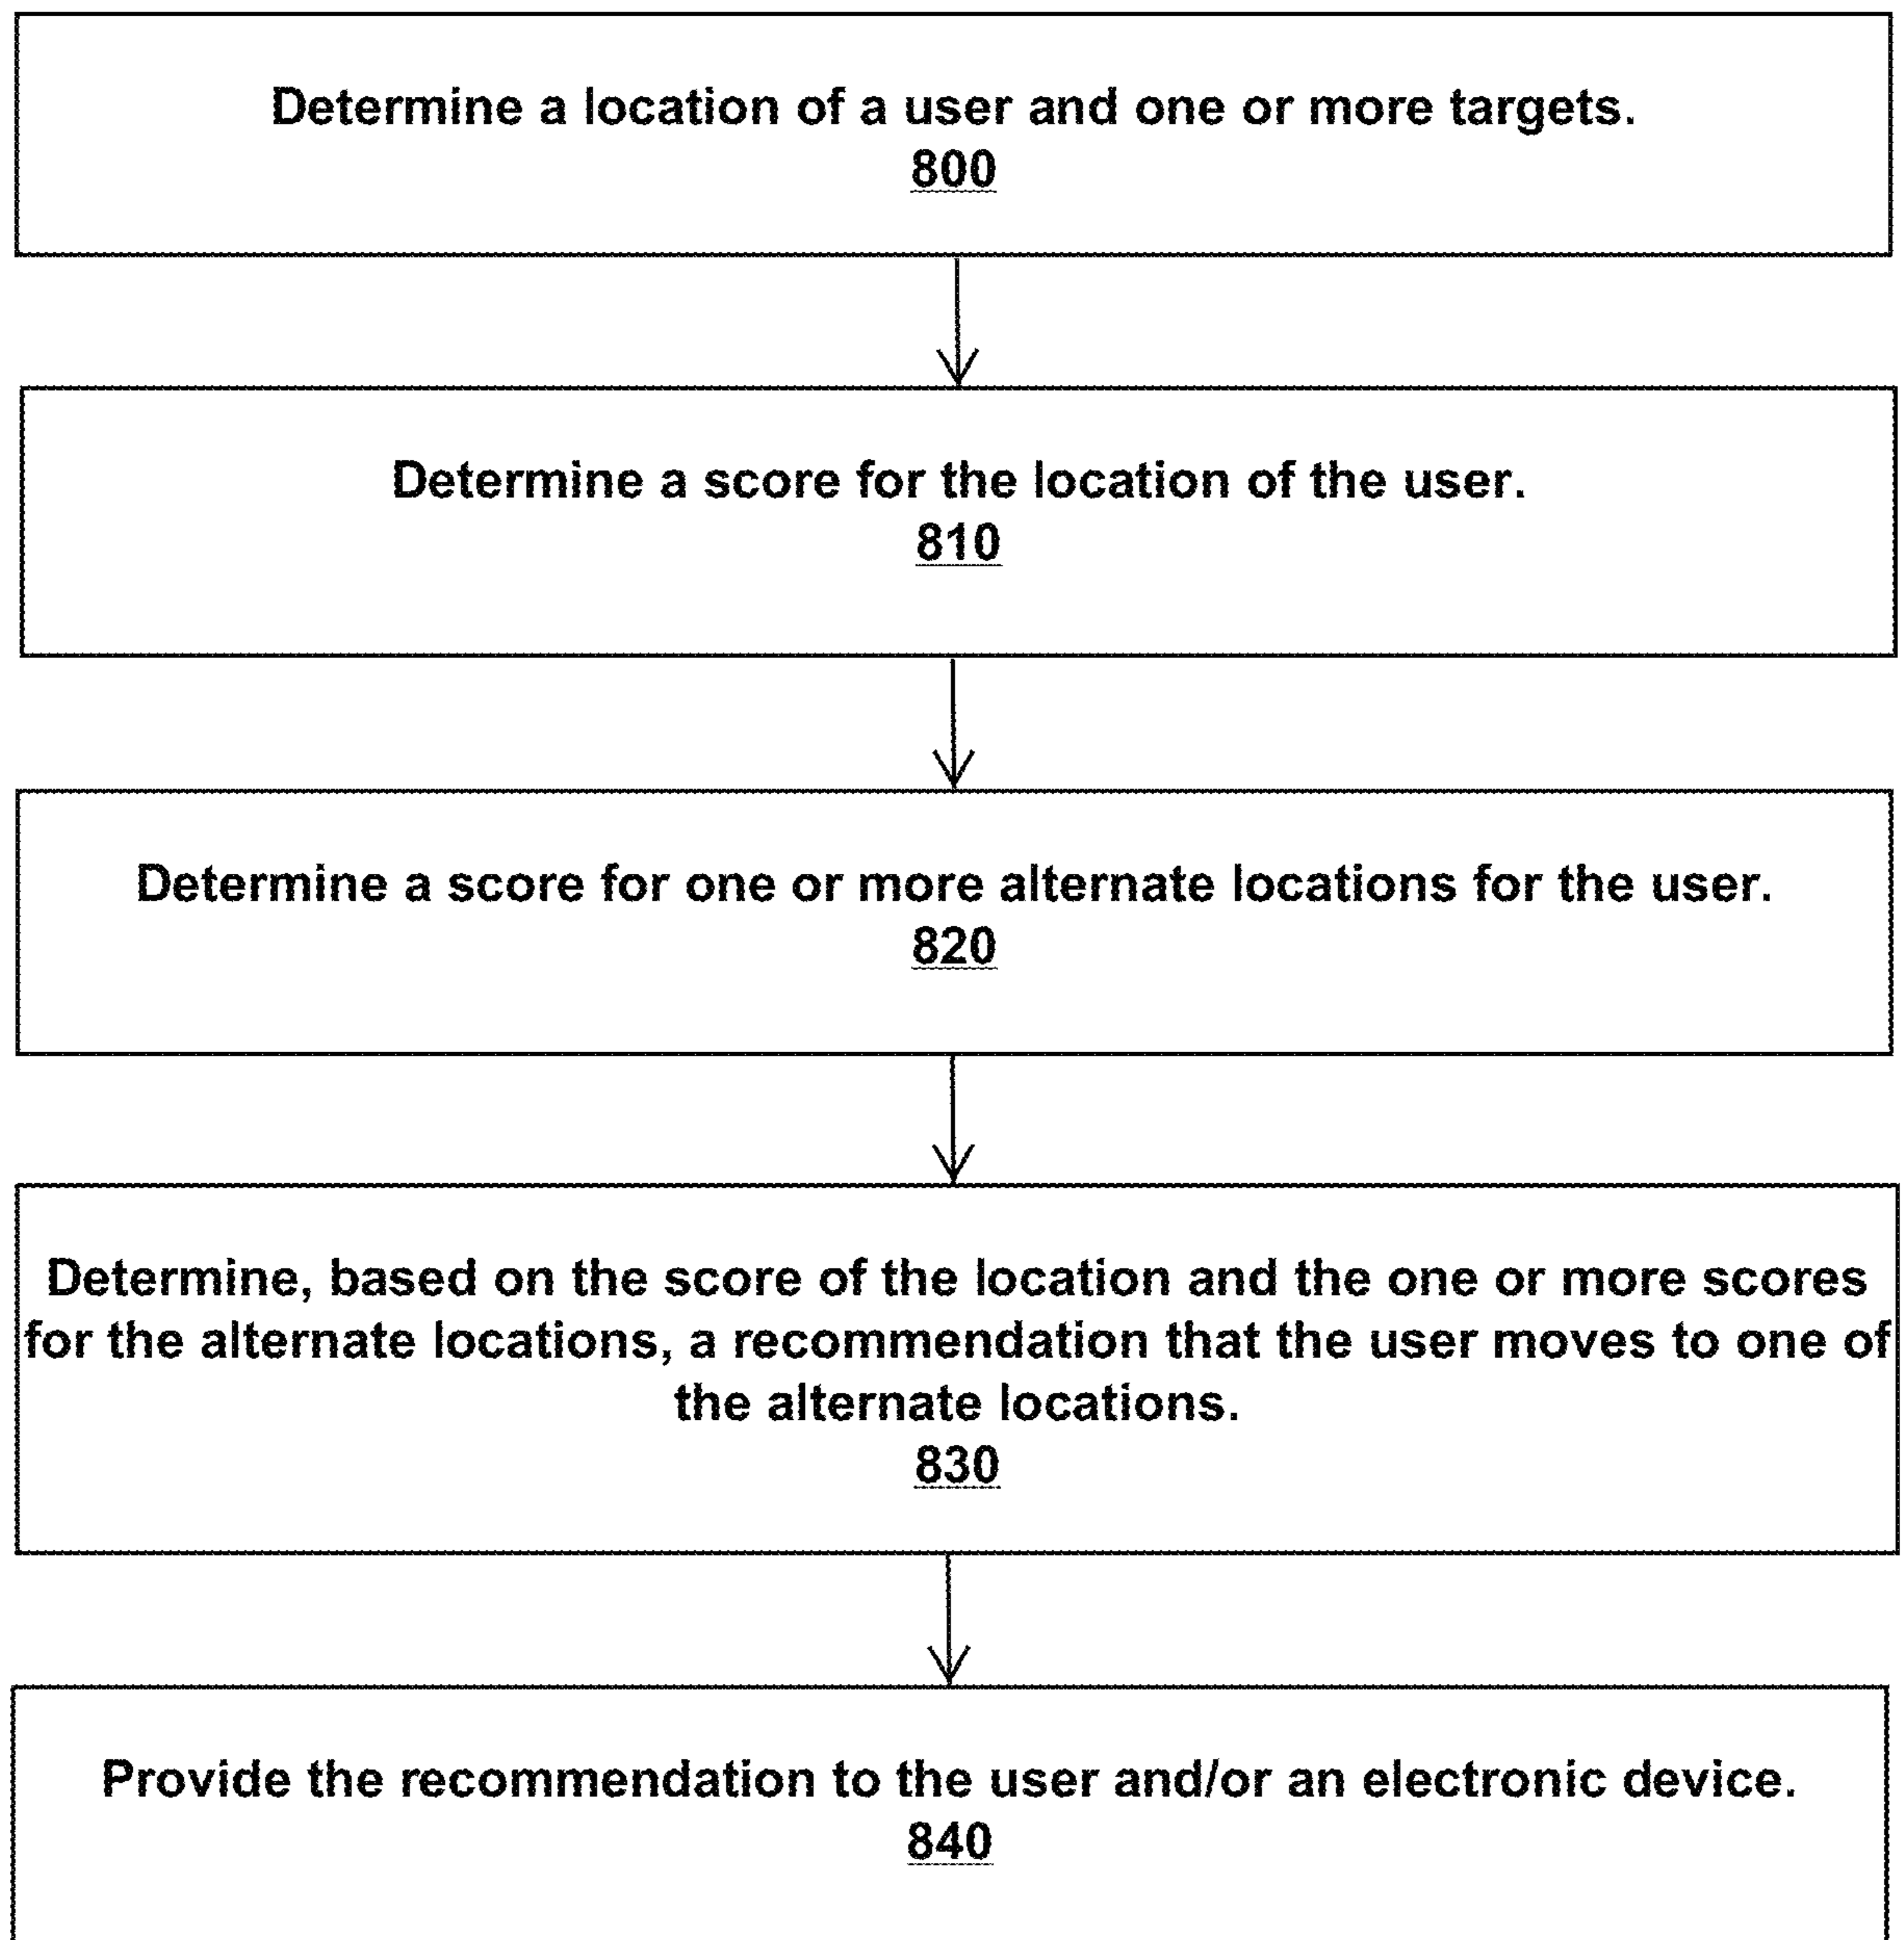 Determine a location of a user and one or more targets.
800
Determine a score for the location of the user.
810
Determine a score for one or more alternate locations for the user.
820
Determine, based on the score of the location and the one or more scores
for the alternate locations, a recommendation that the user moves to one of
the alternate locations.
830
Provide the recommendation to the user and/or an electronic device.
840